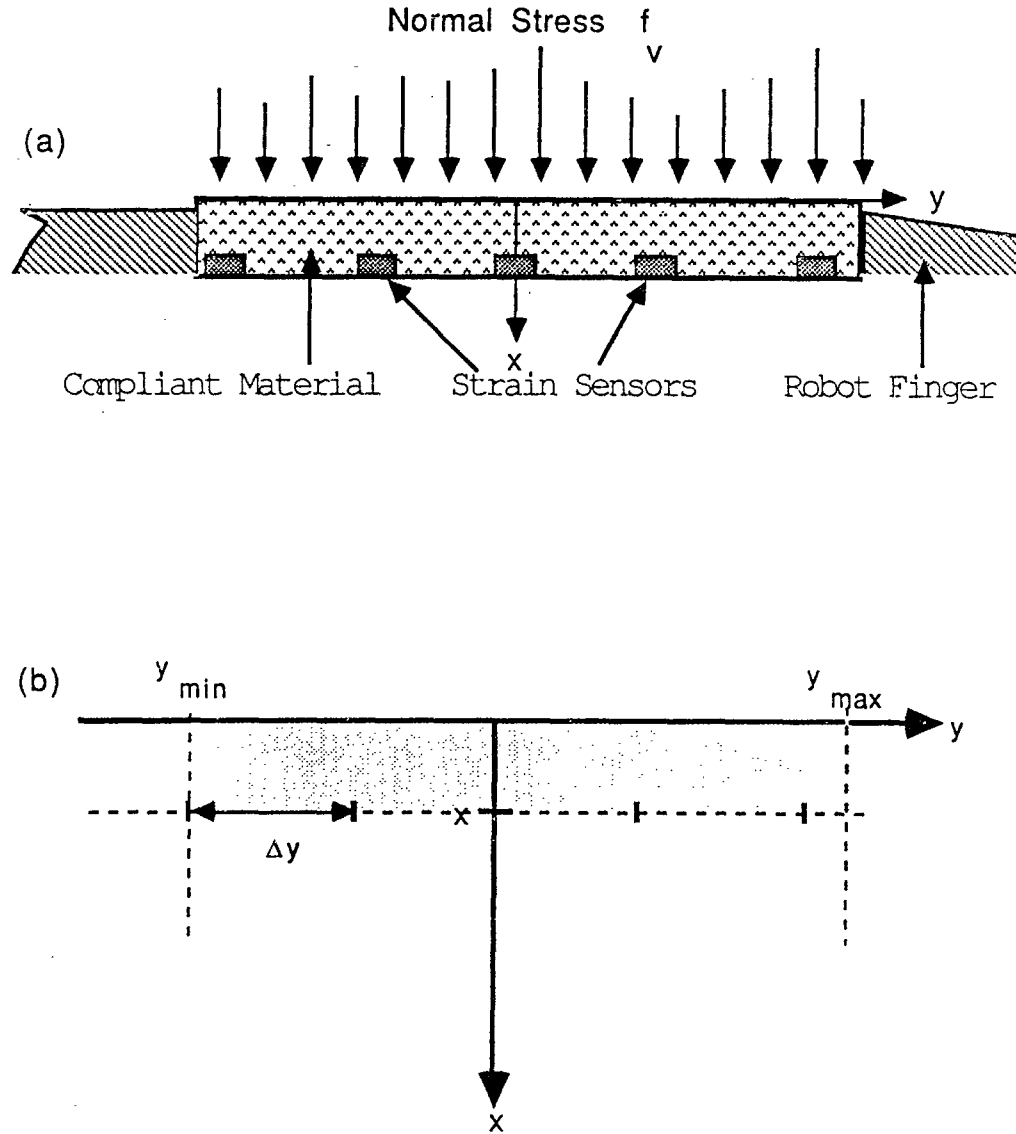 Normal Stress f
v
(a)
y
x
Compliant Material
Strain Sensors
Robot Finger
(b)
y min
y max
y
x
Δy
x